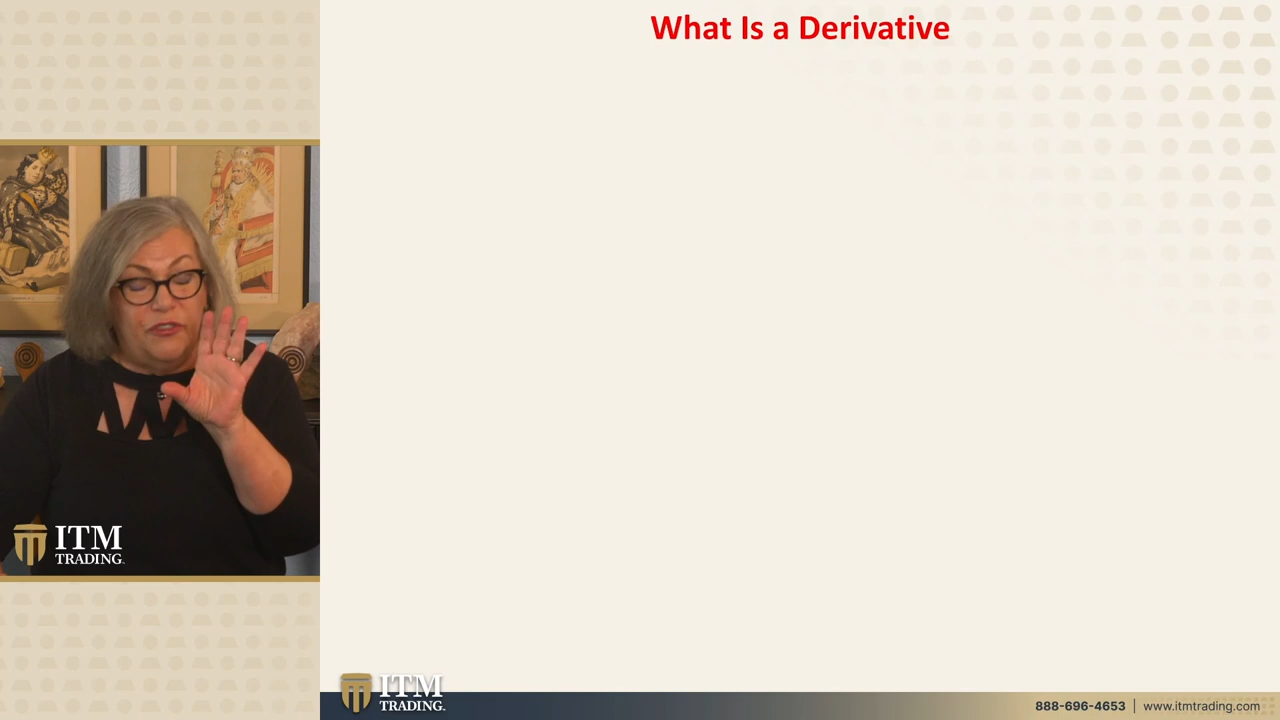 What Is a Derivative
ITM
TRADING.
ITM
TRADING.
888-696-4653 | www.itmtrading.com